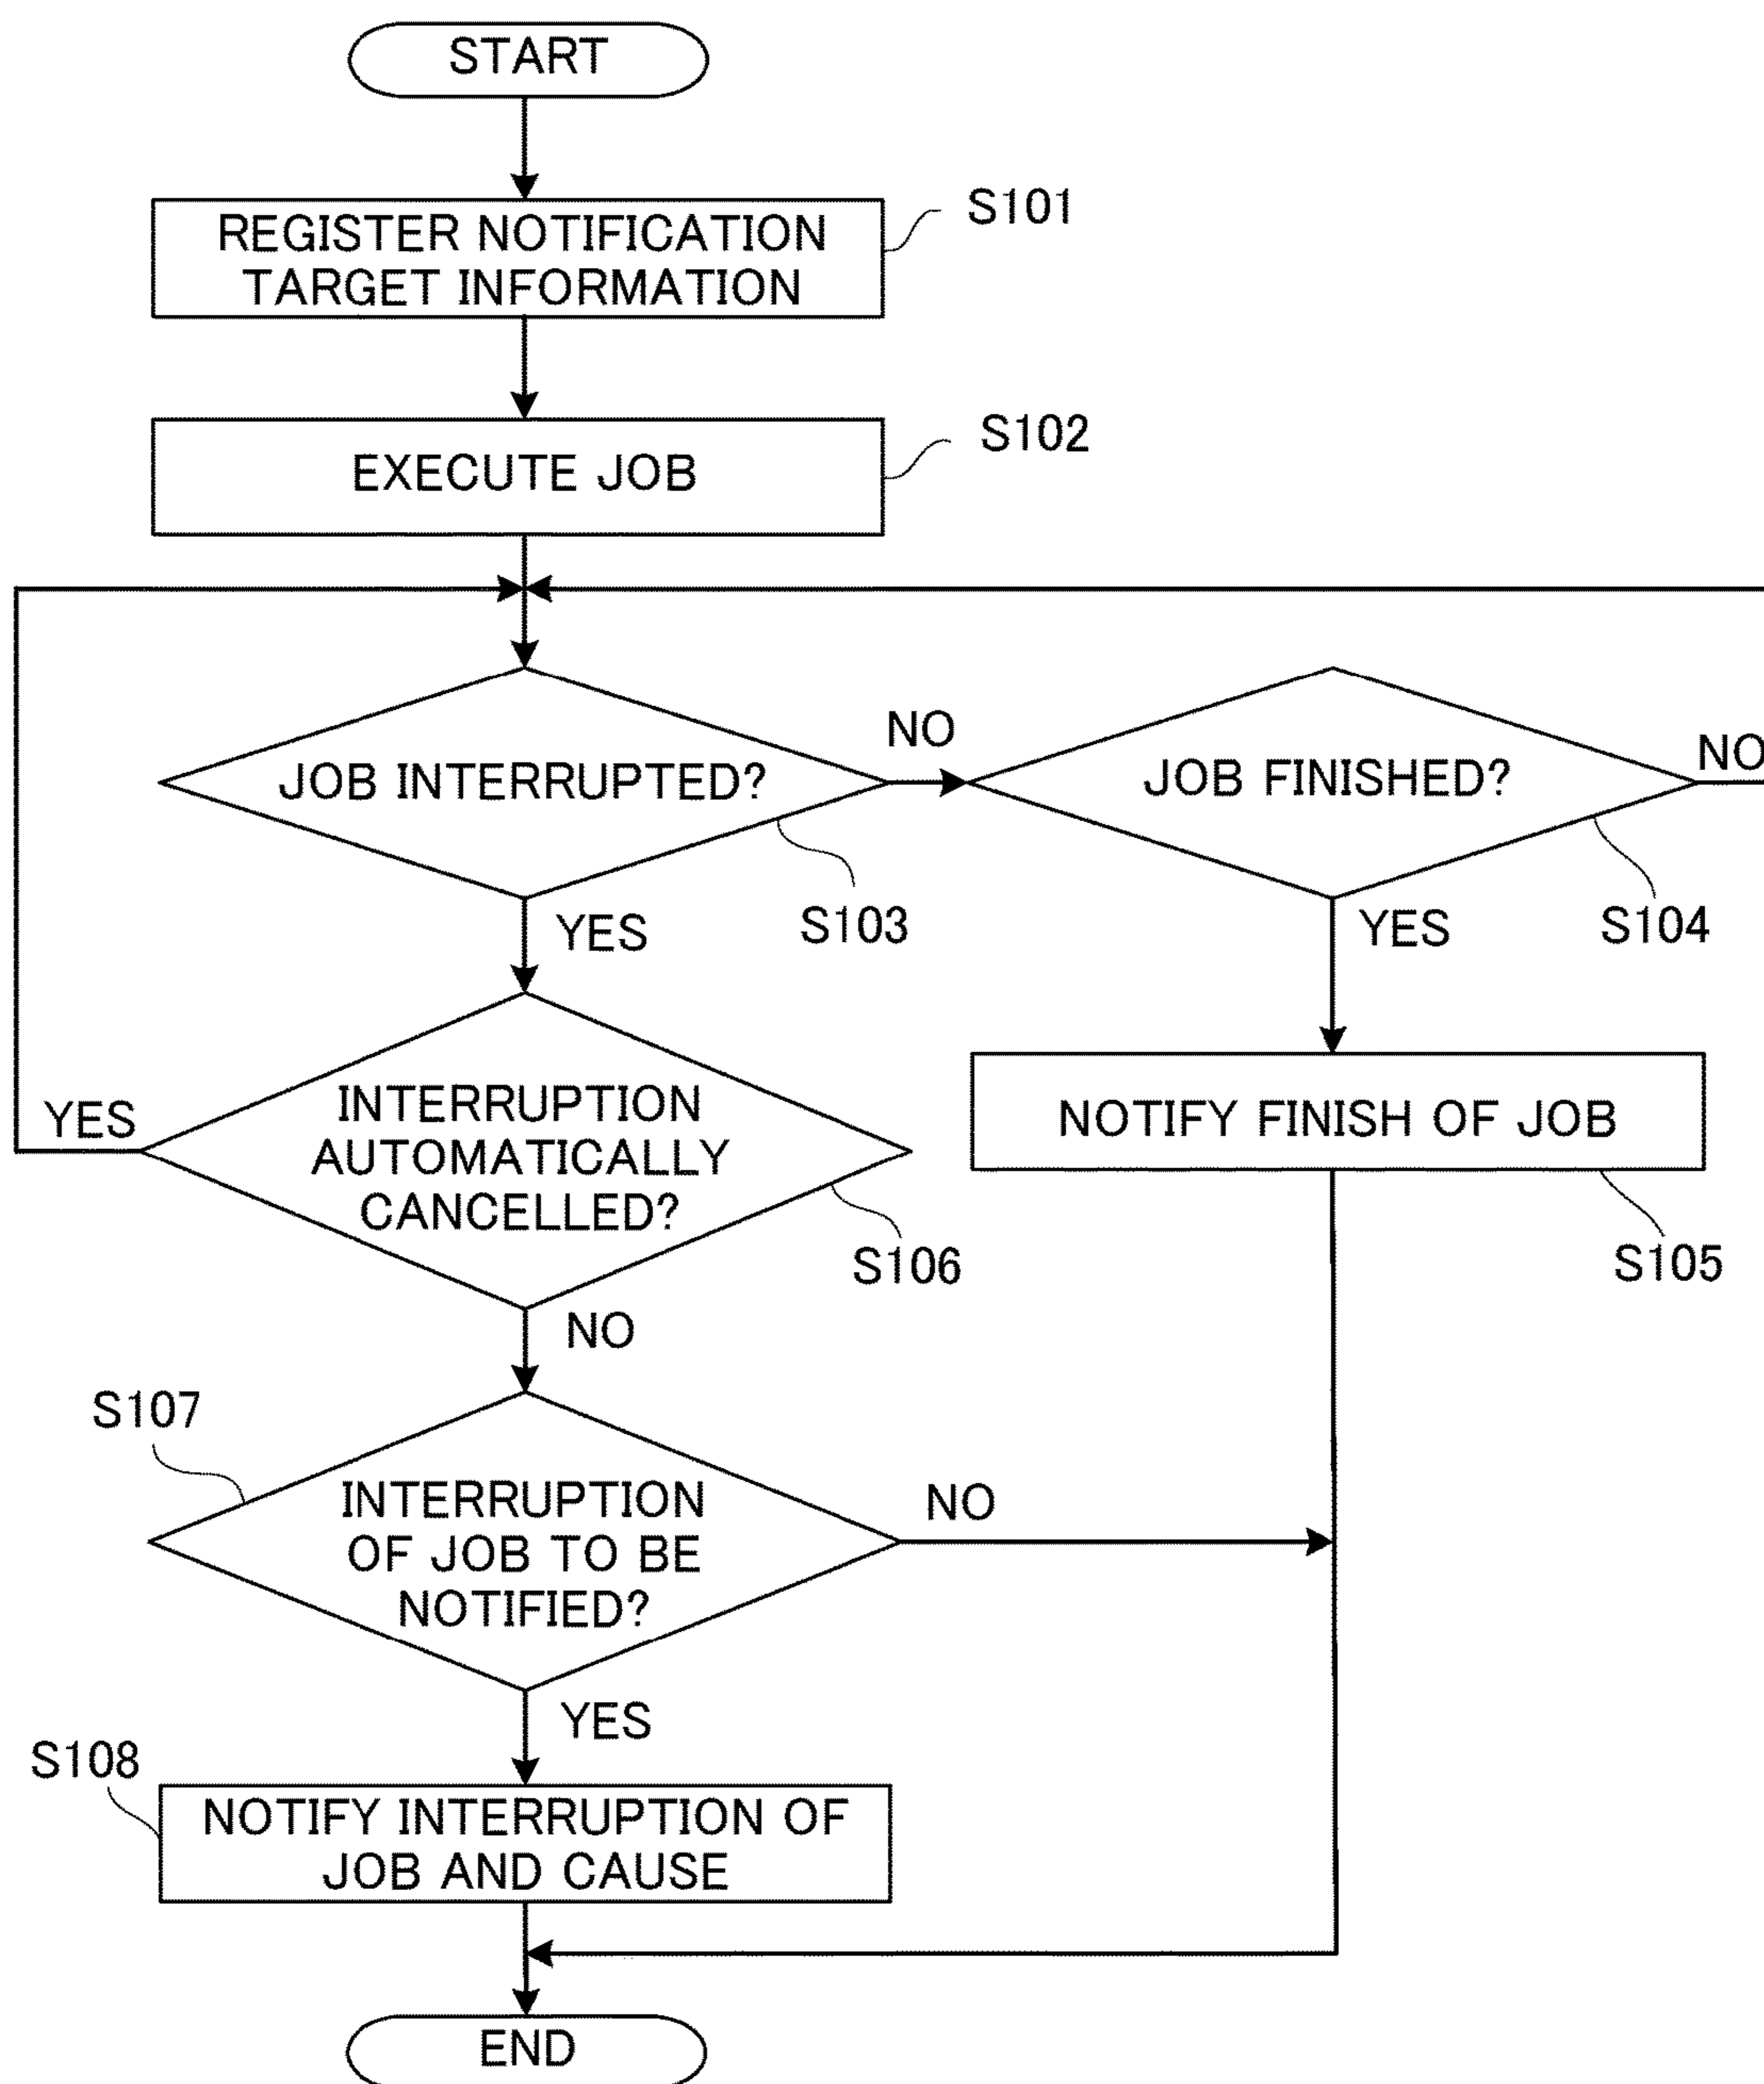 START
REGISTER NOTIFICATION
TARGET INFORMATION
S101
EXECUTE JOB
S102
JOB INTERRUPTED?
NO
JOB FINISHED?
NO
S103
YES
S104
YES
INTERRUPTION
AUTOMATICALLY
CANCELLED?
YES
S106
NO
NOTIFY FINISH OF JOB
S105
S107
INTERRUPTION
OF JOB TO BE
NOTIFIED?
NO
YES
S108
NOTIFY INTERRUPTION OF
JOB AND CAUSE
END